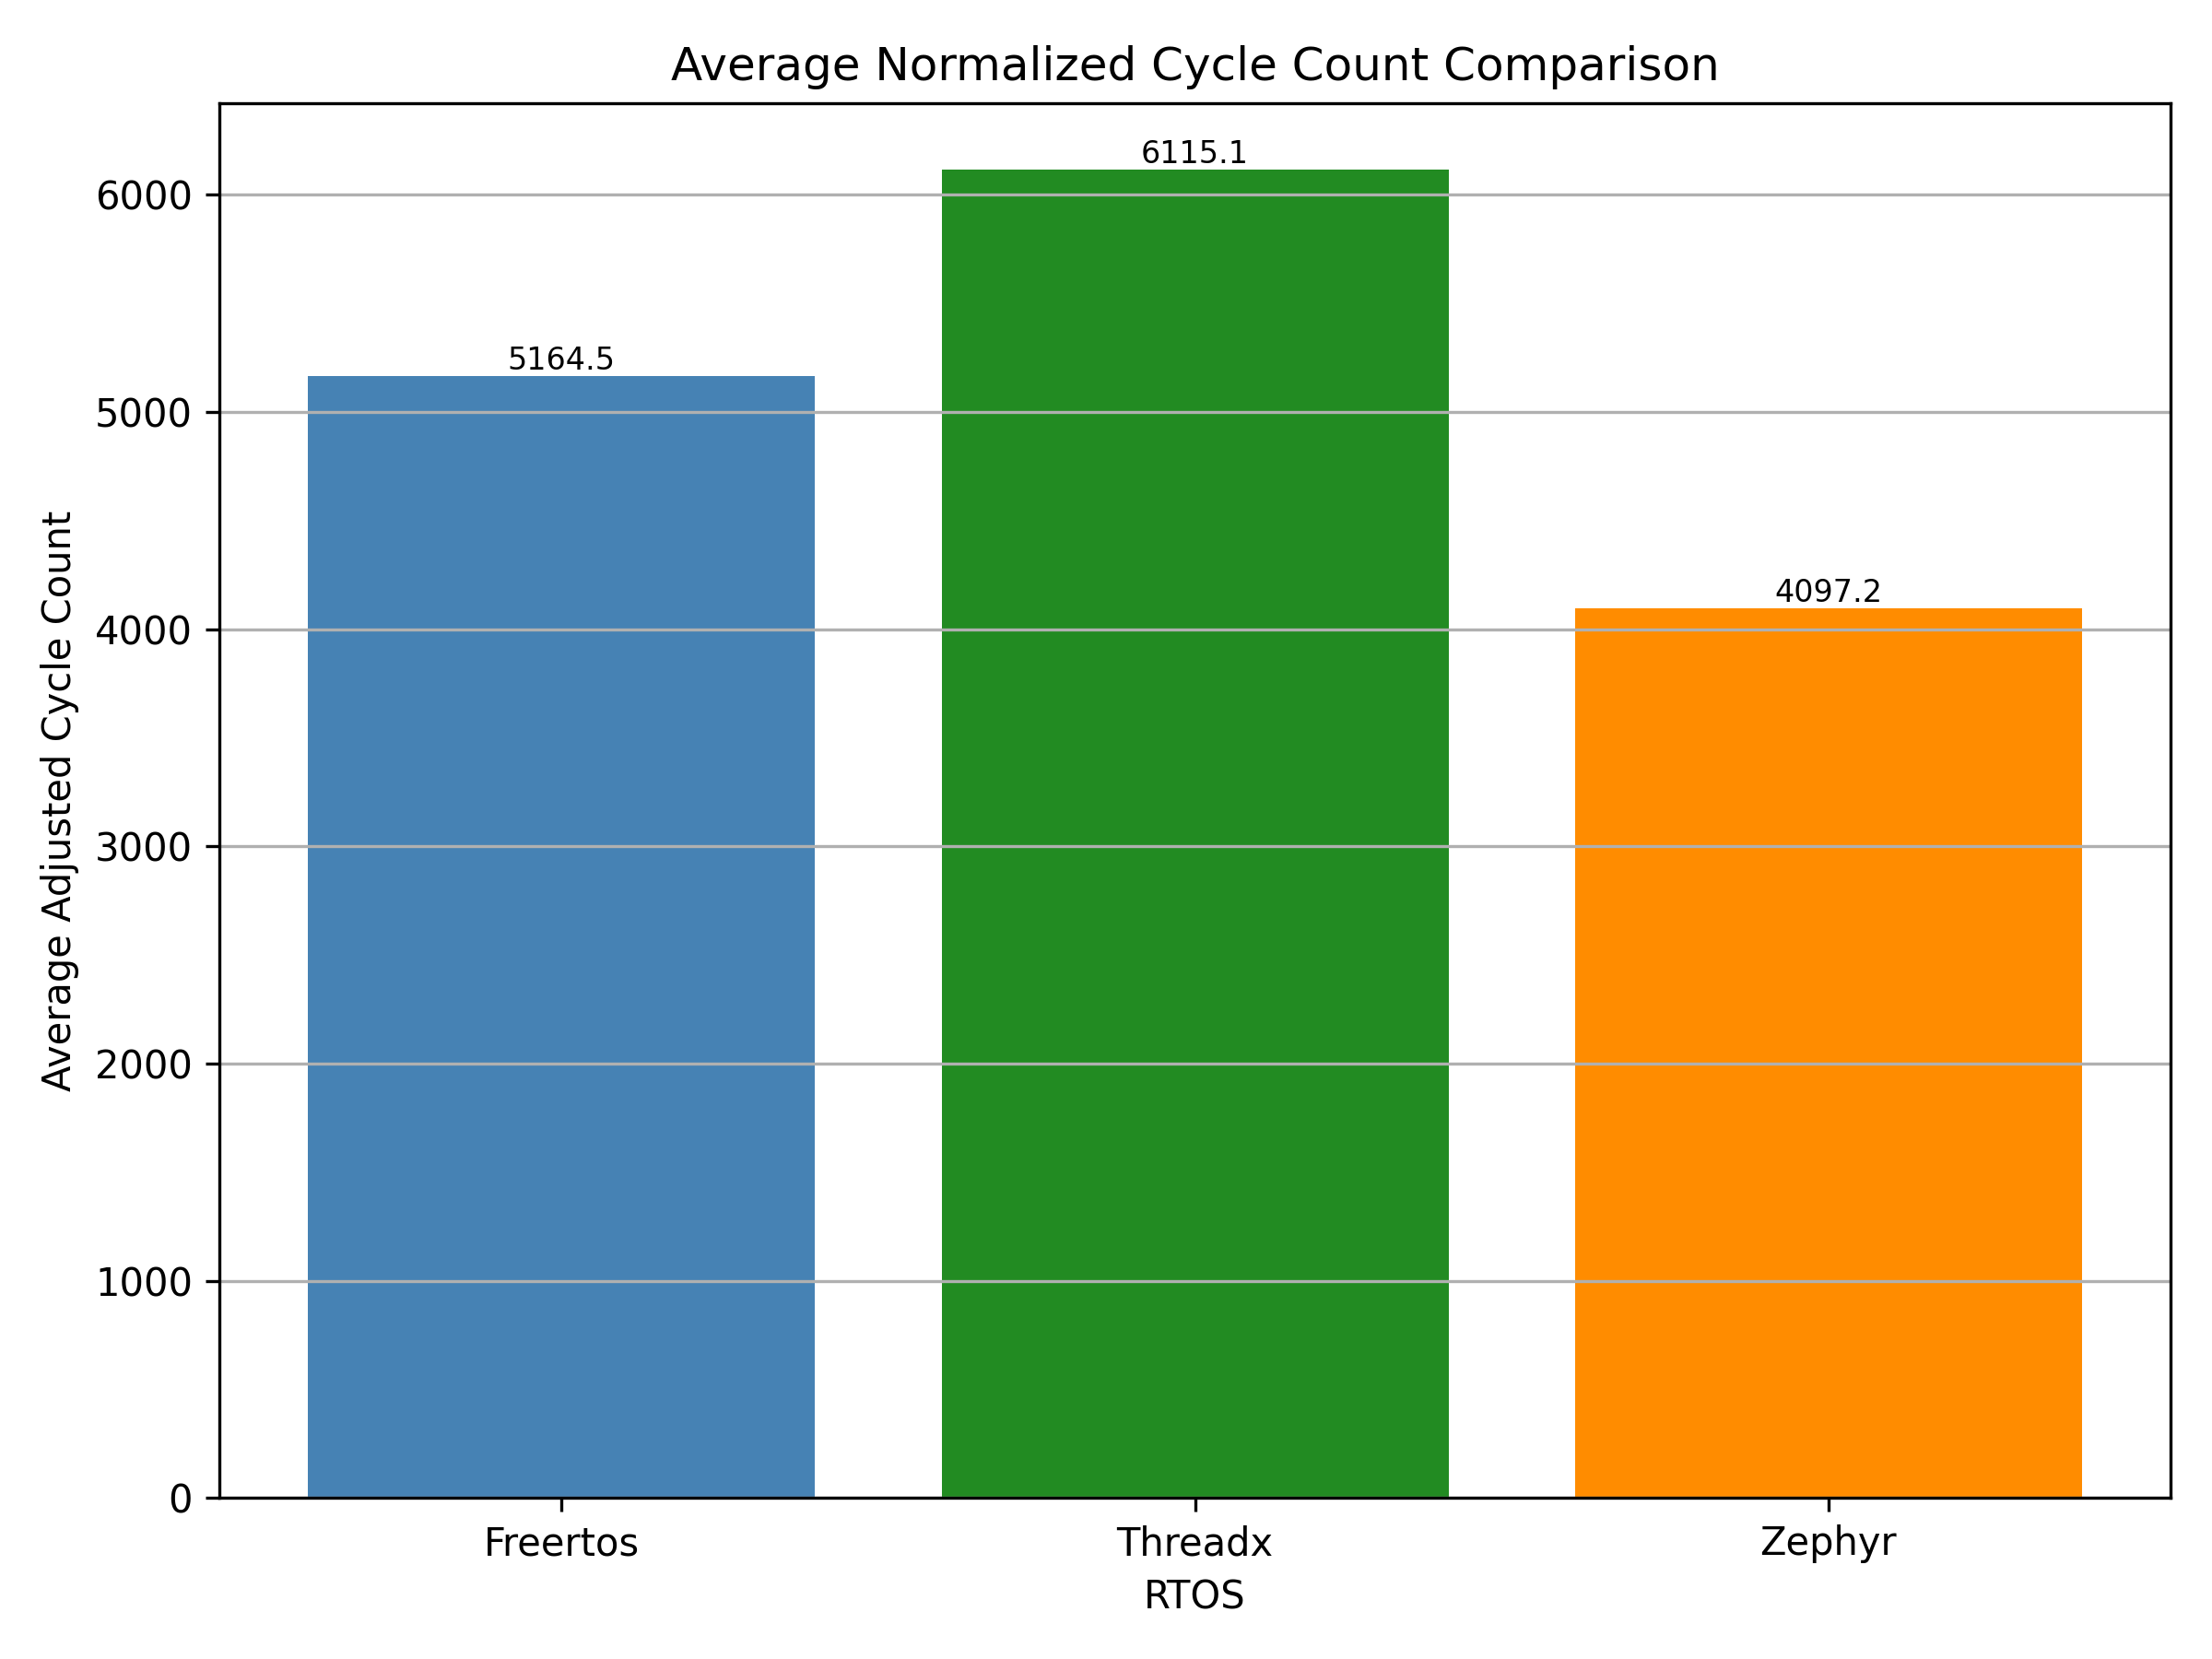 Average Normalized Cycle Count Comparison
Average Adjusted Cycle Count
6000
5000
4000
3000
2000
1000
0
5164.5
6115.1
4097.2
Freertos
Threadx
Zephyr
RTOS